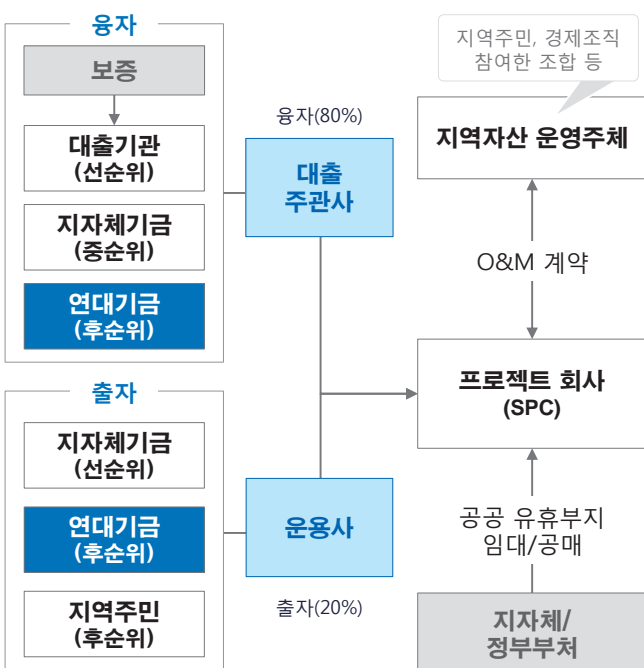 융자
보증
대출기관
(선순위)
지자체기금
(중순위)
연대기금
(후순위)
출자
지자체기금
(선순위)
연대기금
(후순위)
지역주민
(후순위)
융자(80%)
대출
주관사
운용사
출자(20%)
지역주민, 경제조직
참여한 조합 등
지역자산 운영주체
O&M 계약
프로젝트 회사
(SPC)
공공 유휴부지
임대/공매
지자체/
정부부처